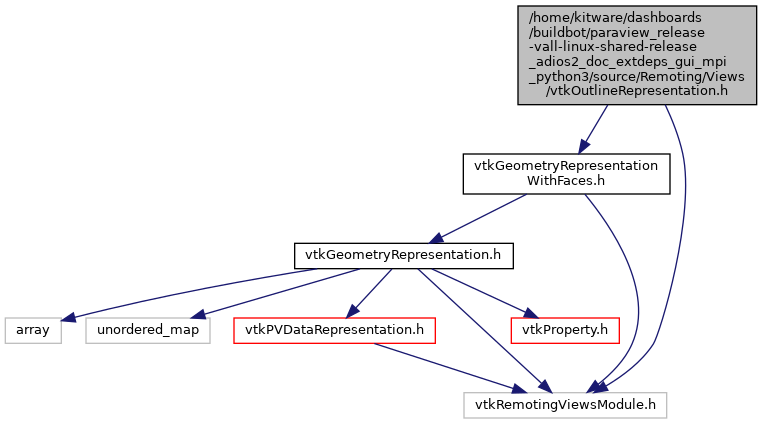 /home/kitware/dashboards
/buildbot/paraview_release
-vall-linux-shared-release
_adios2_doc_extdeps_gui_mpi
_python3/source/Remoting/Views
/vtkOutlineRepresentation.h
vtkGeometryRepresentation
WithFaces.h
vtkGeometryRepresentation.h
array
unordered_map
vtkPVDataRepresentation.h
vtkProperty.h
vtkRemotingViewsModule.h